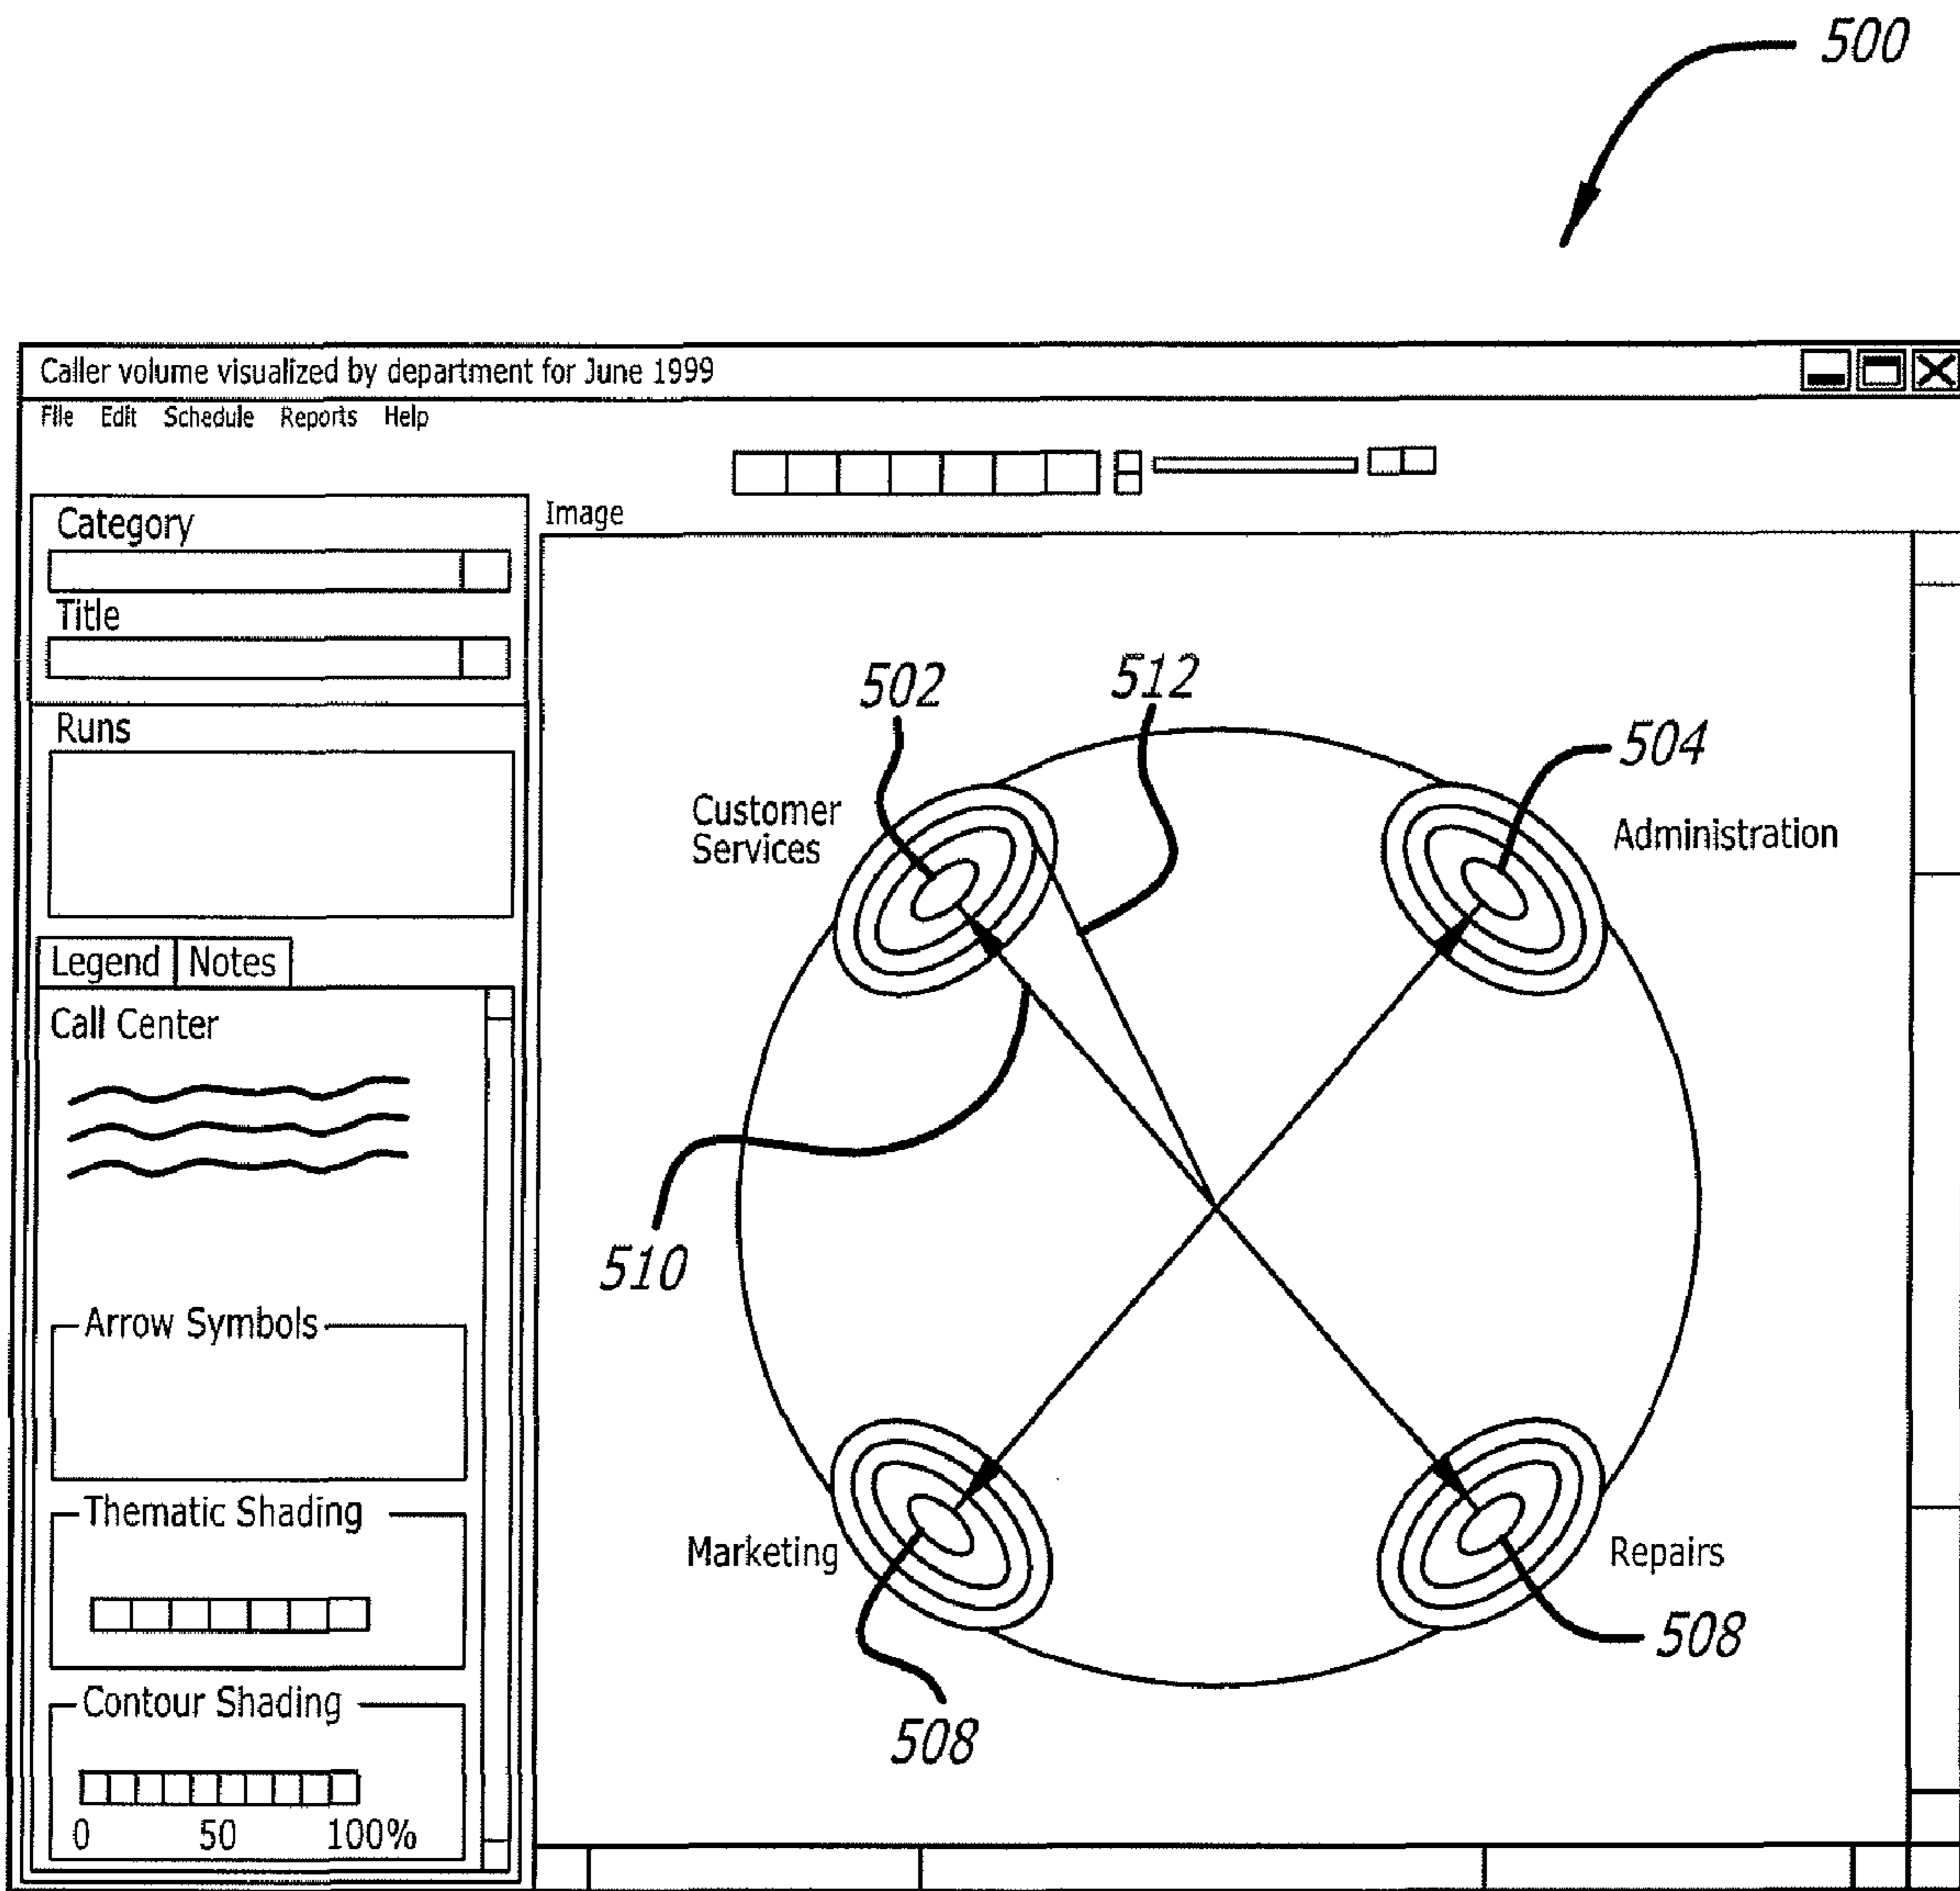 500
Caller volume visualized by department for June 1999
File Edit Schedule Reports Help
Category
Title
Runs
Legend Notes
Call Center
Arrow Symbols
Thematic Shading
Contour Shading
0 50 100%
Image
502
512
504
Customer
Services
Administration
510
Marketing
Repairs
508
508